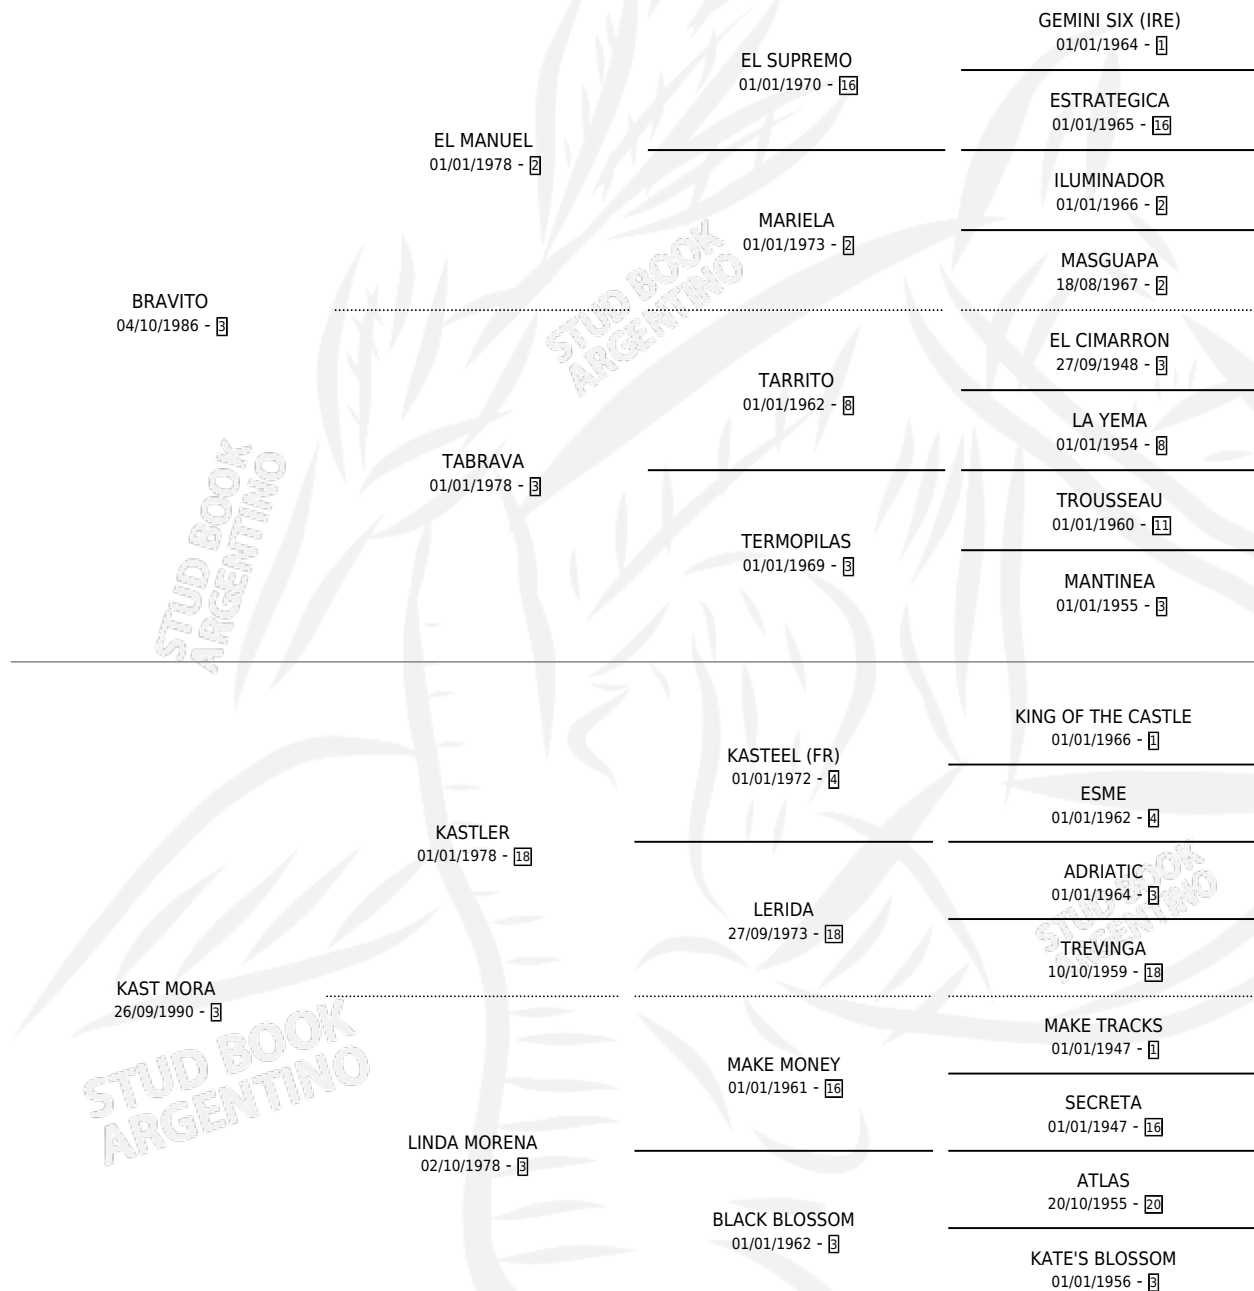 GEMINI SIX (IRE)
01/01/1964 - 1
EL SUPREMO
01/01/1970 - 16
ESTRATEGICA
01/01/1965 - 16
EL MANUEL
01/01/1978 - 2
ILUMINADOR
01/01/1966 - 2
MARIELA
01/01/1973 - 2
MASGUAPA
18/08/1967 - 2
BRAVITO
04/10/1986 - 3
STUD BOOK
ARGENTINO
EL CIMARRON
27/09/1948 - 3
TARRITO
01/01/1962 - 8
LA YEMA
01/01/1954 - 8
TABRAVA
01/01/1978 - 3
TROUSSEAU
01/01/1960 - 11
TERMOPILAS
01/01/1969 - 3
MANTINEA
01/01/1955 - 3
STUD BOOK
ARGENTINO
KING OF THE CASTLE
01/01/1966 - 1
KASTEEL (FR)
01/01/1972 - 4
ESME
01/01/1962 - 4
KASTLER
01/01/1978 - 18
ADRIATIC
01/01/1964 - 3
LERIDA
27/09/1973 - 18
STUD BOOK
ARGENTINO
TREVINGA
10/10/1959 - 18
KAST MORA
26/09/1990 - 3
MAKE TRACKS
01/01/1947 - 1
STUD BOOK
ARGENTINO
MAKE MONEY
01/01/1961 - 16
SECRETA
01/01/1947 - 16
LINDA MORENA
02/10/1978 - 3
ATLAS
20/10/1955 - 20
BLACK BLOSSOM
01/01/1962 - 3
KATE'S BLOSSOM
01/01/1956 - 3